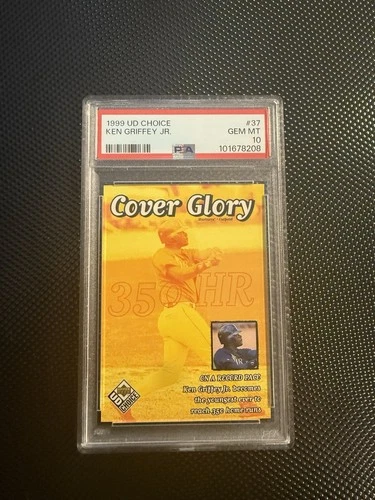 1999 UD CHOICE #37
KEN GRIFFEY JR. GEM MT
10
PSA 101678208
Cover Glory
350 HR
ON A RECORD PACE
Ken Griffey Jr. becomes
the youngest ever to
reach 350 home runs
UD
CHOICE